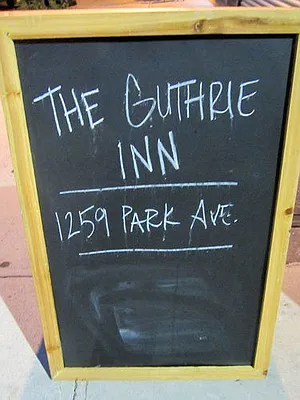 THE GUTHRIE
INN
1259 PARK AVE.